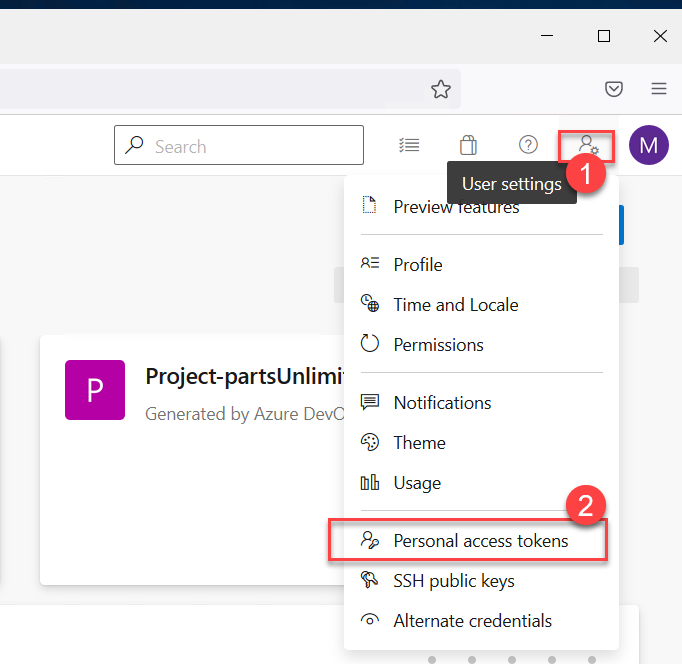 Search
M
1
User settings
Preview features
Profile
Time and Locale
Permissions
P
Project-partsUnlimi
Generated by Azure DevO
Notifications
Theme
Usage
2
Personal access tokens
SSH public keys
Alternate credentials